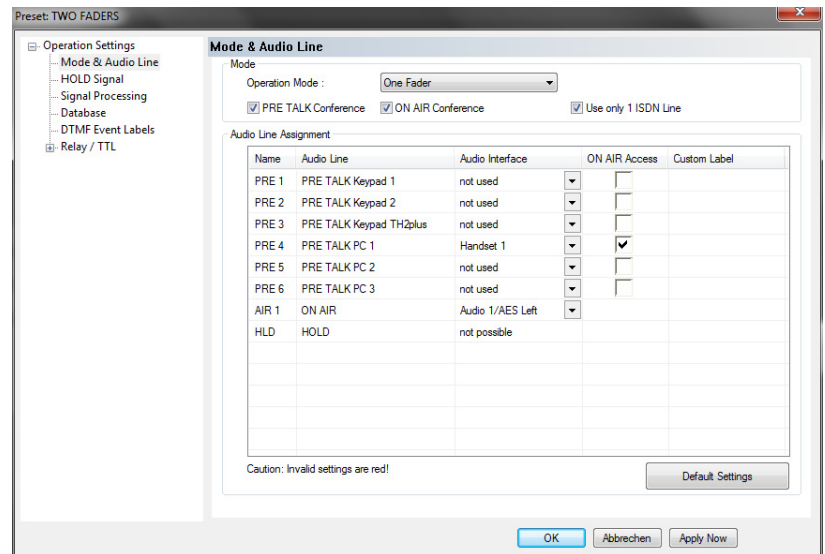 Preset: TWO FADERS
Operation Settings
Mode & Audio Line
HOLD Signal
Signal Processing
Database
DTMF Event Labels
Relay / TTL
Mode & Audio Line
Mode
Operation Mode : One Fader
PRE TALK Conference ON AIR Conference Use only 1 ISDN Line
Audio Line Assignment
Name Audio Line Audio Interface ON AIR Access Custom Label
PRE 1 PRE TALK Keypad 1 not used
PRE 2 PRE TALK Keypad 2 not used
PRE 3 PRE TALK Keypad TH2plus not used
PRE 4 PRE TALK PC 1 Handset 1
PRE 5 PRE TALK PC 2 not used
PRE 6 PRE TALK PC 3 not used
AIR 1 ON AIR Audio 1/AES Left
HLD HOLD not possible
Caution: Invalid settings are red!
Default Settings
OK Abbrechen Apply Now